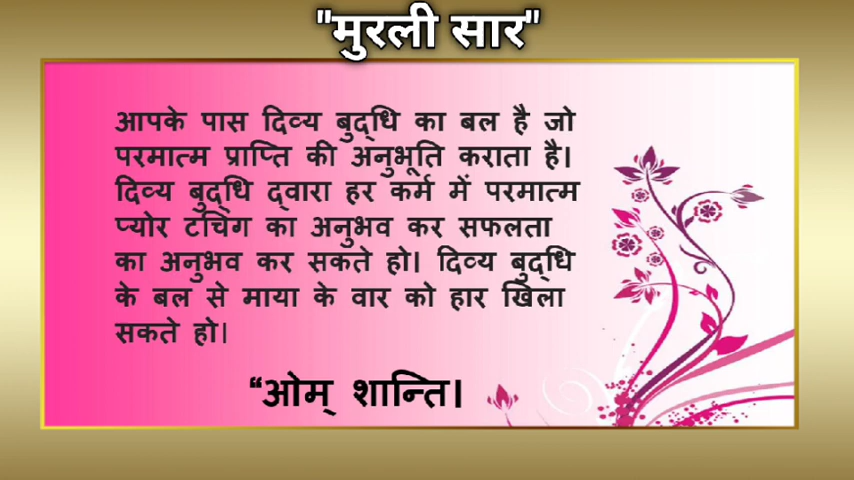 "मुरली सार"
आपके पास दिव्य बुद्धि का बल है जो
परमात्म प्राप्ति की अनुभूति कराता है।
दिव्य बुद्धि द्वारा हर कर्म में परमात्म
प्योर टचिंग का अनुभव कर सफलता
का अनुभव कर सकते हो। दिव्य बुद्धि
के बल से माया के वार को हार खिला
सकते हो।
“ओम् शान्ति।